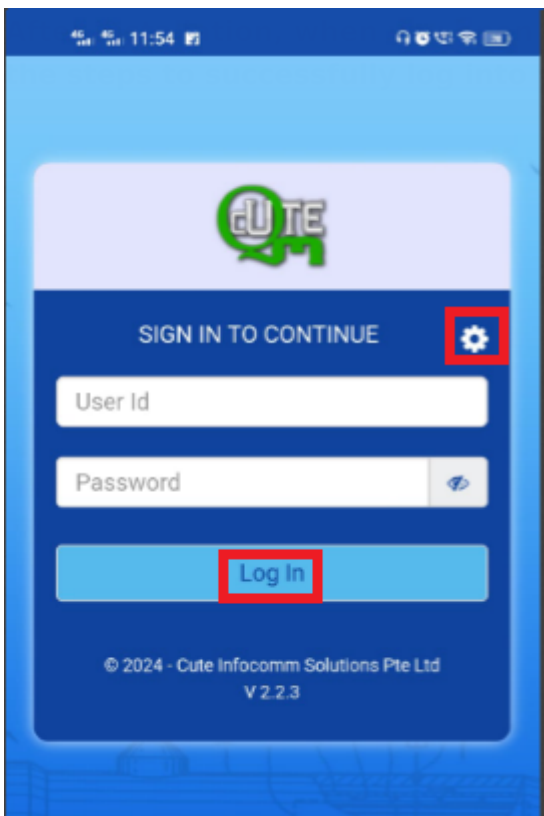 11:54
CUTE
SIGN IN TO CONTINUE
User Id
Password
Log In
© 2024 - Cute Infocomm Solutions Pte Ltd
V 2.2.3